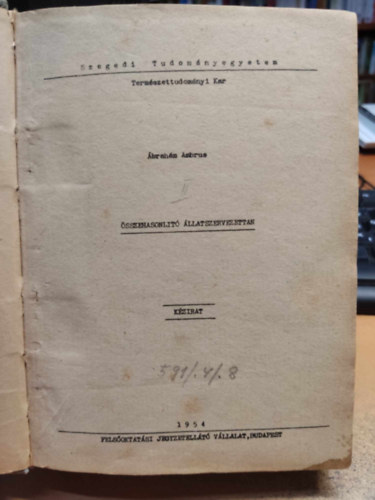 Szegedi Tudományegyetem
Természettudományi Kar
Ábrahám Ambrus
II
ÖSSZEHASONLITÓ ÁLLATSZERVEZETTAN
KÉZIRAT
591/.4/.8
1954
FELSŐOKTATÁSI JEGYZETELLÁTÓ VÁLLALAT, BUDAPEST